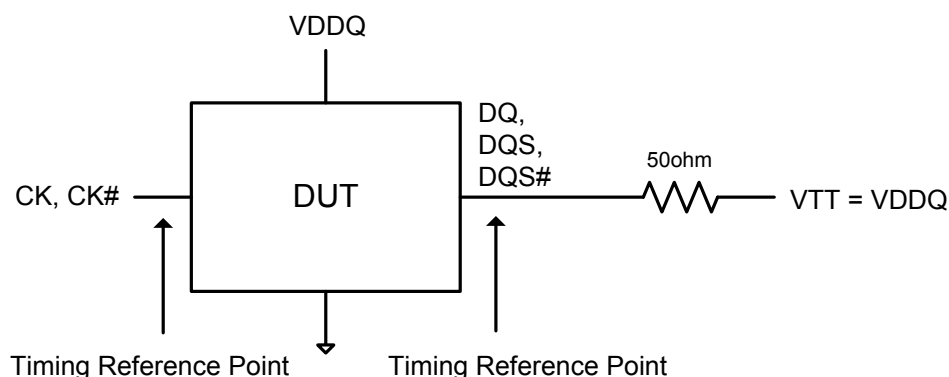 VDDQ
CK, CK#
DUT
DQ,
DQS,
DQS#
50ohm
VTT = VDDQ
Timing Reference Point
Timing Reference Point